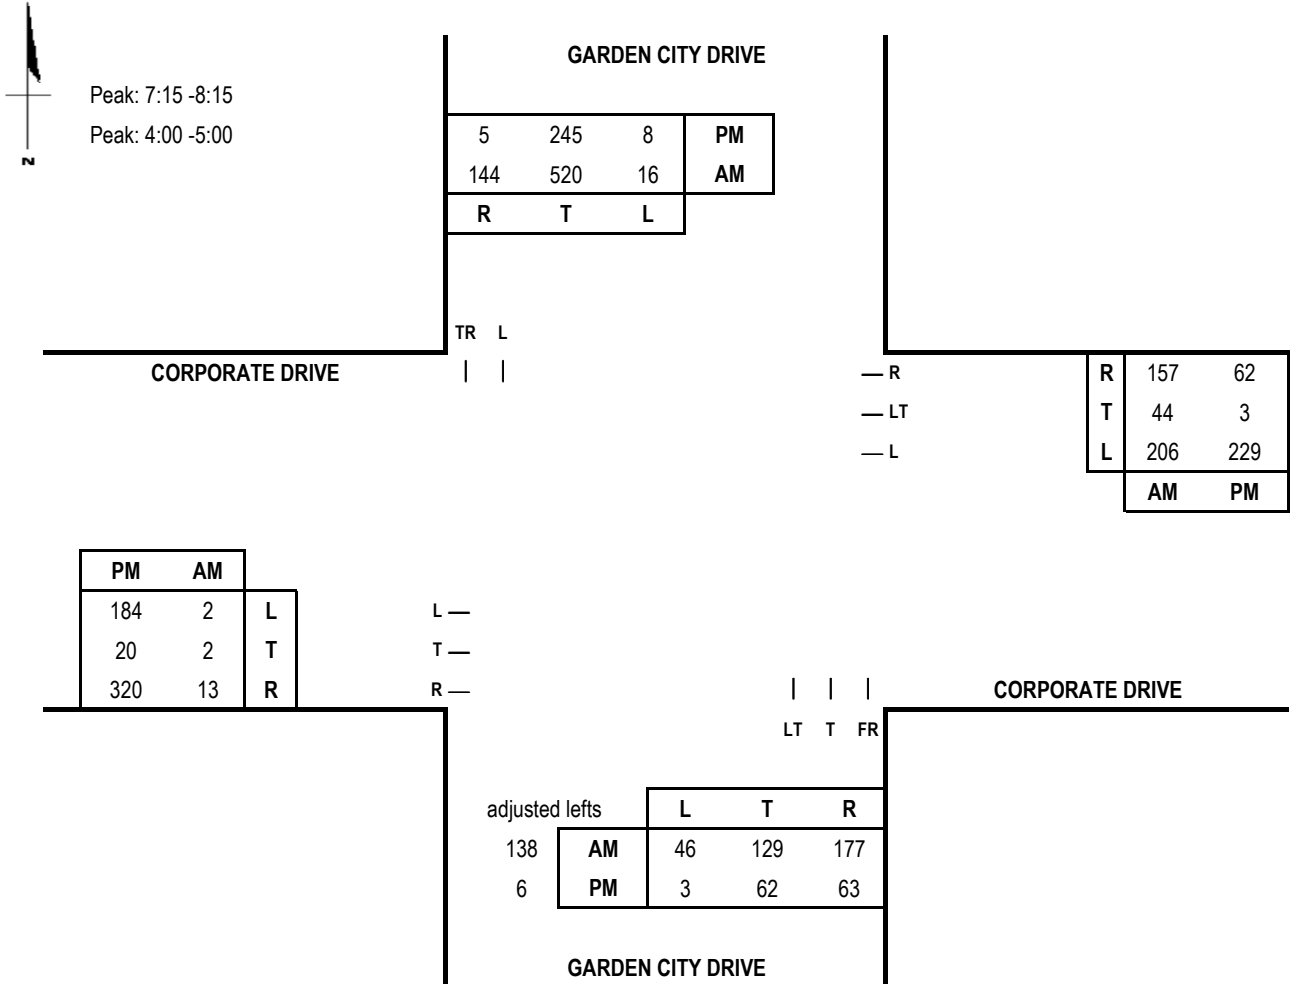 GARDEN CITY DRIVE
Peak: 7:15 -8:15
Peak: 4:00 -5:00
N
5 245 8 PM
144 520 16 AM
R T L
TR L
CORPORATE DRIVE
R
LT
L
R 157 62
T 44 3
L 206 229
AM PM
PM AM
184 2 L
20 2 T
320 13 R
L
T
R
CORPORATE DRIVE
LT T FR
adjusted lefts L T R
138 AM 46 129 177
6 PM 3 62 63
GARDEN CITY DRIVE